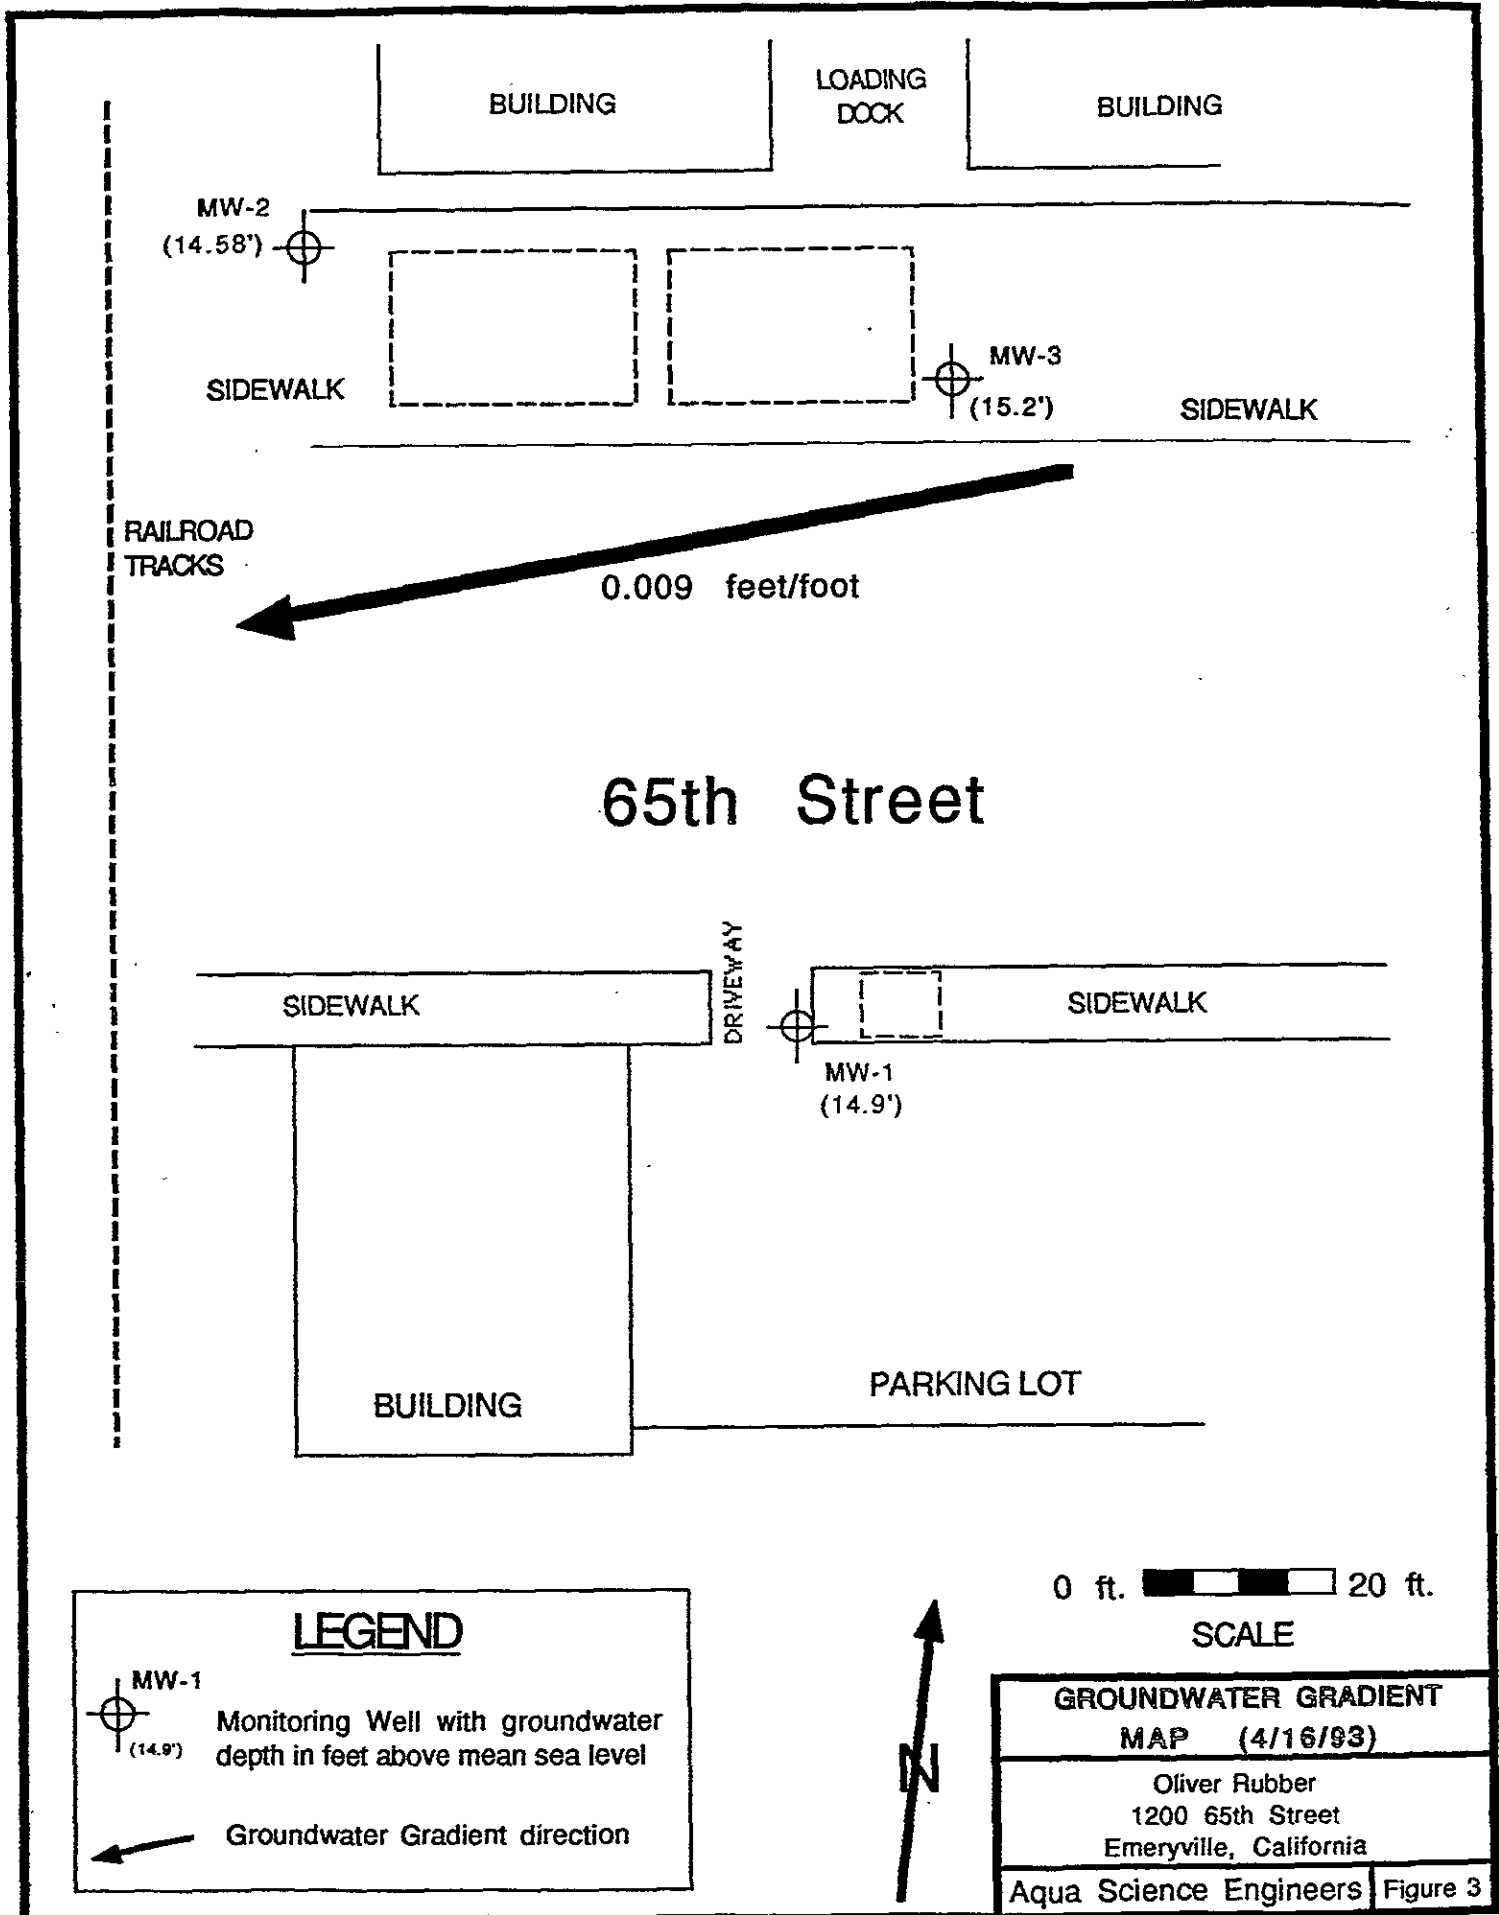 BUILDING
LOADING
DOCK
BUILDING
MW-2
(14.58')
MW-3
(15.2')
SIDEWALK
SIDEWALK
RAILROAD
TRACKS
0.009 feet/foot
65th Street
DRIVEWAY
SIDEWALK
SIDEWALK
MW-1
(14.9')
BUILDING
PARKING LOT
0 ft. 20 ft.
SCALE
LEGEND
MW-1
(14.9')
Monitoring Well with groundwater
depth in feet above mean sea level
Groundwater Gradient direction
N
GROUNDWATER GRADIENT
MAP (4/16/93)
Oliver Rubber
1200 65th Street
Emeryville, California
Aqua Science Engineers
Figure 3